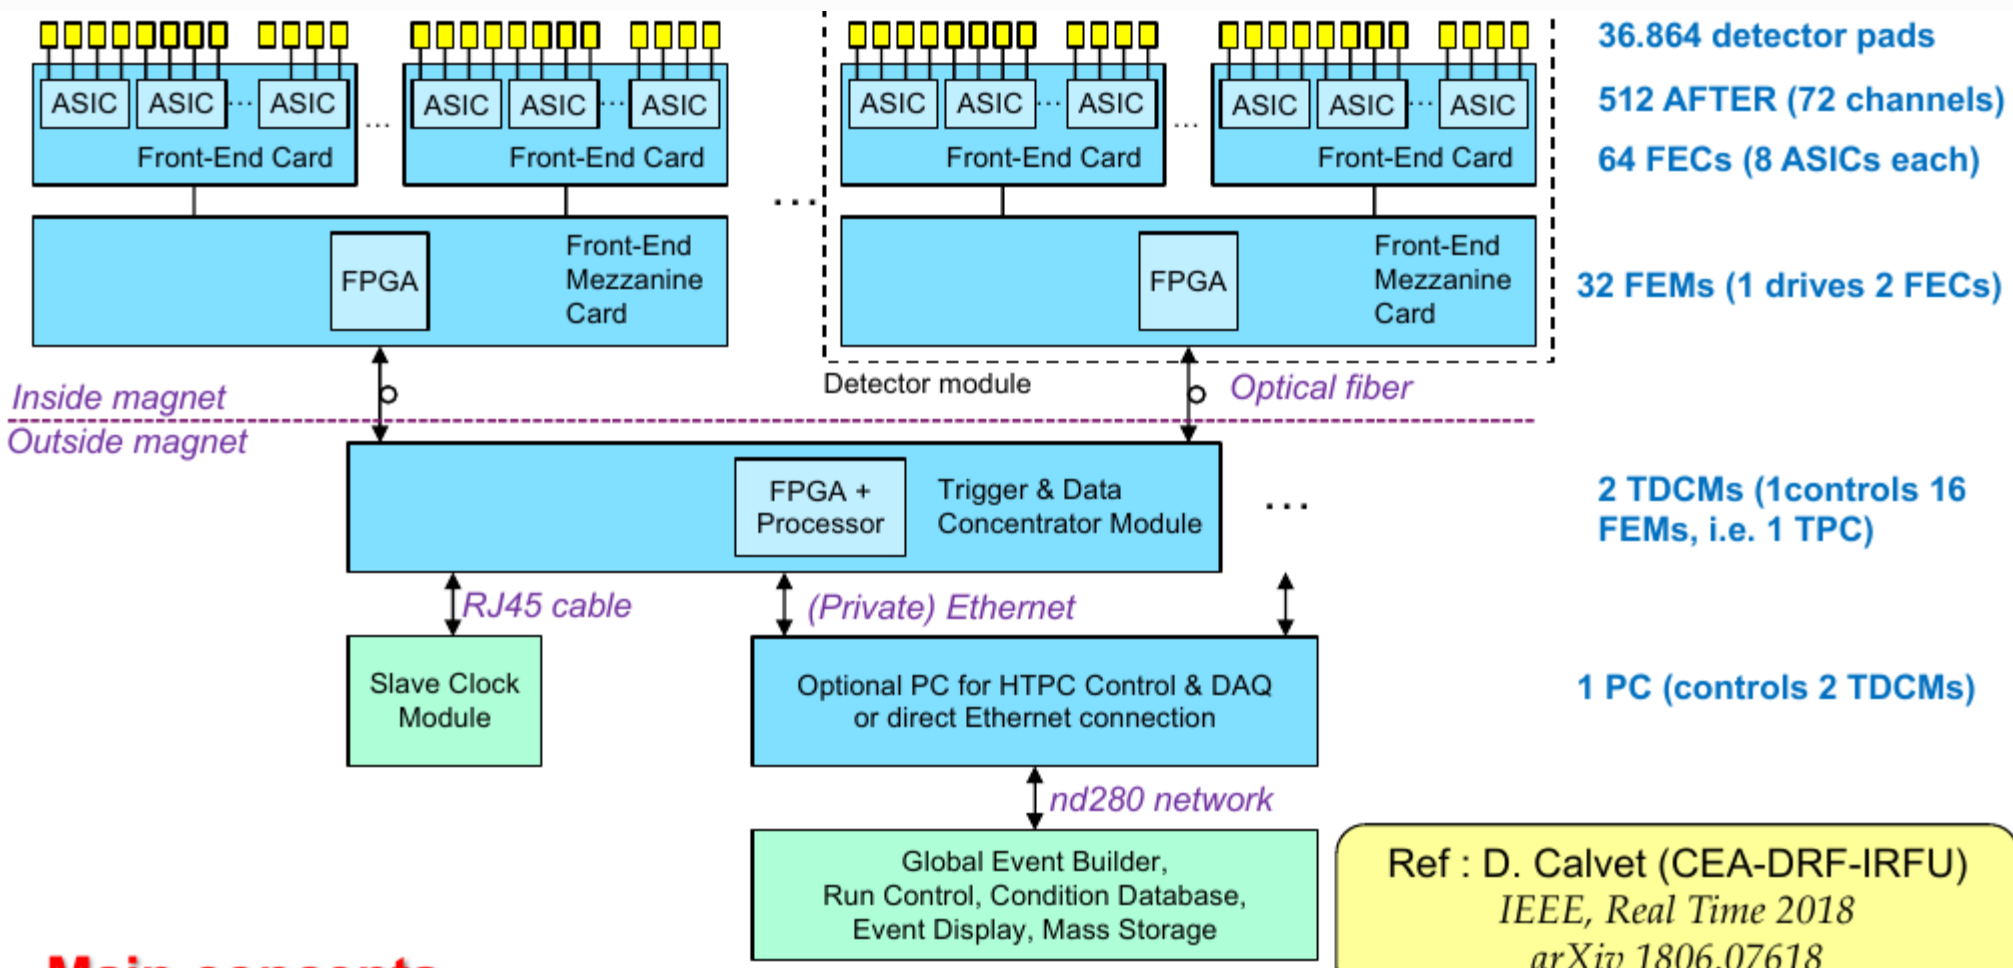 36.864 detector pads
ASIC ASIC ... ASIC ... ASIC ASIC ... ASIC ASIC ASIC ... ASIC ... ASIC ASIC ... ASIC
512 AFTER (72 channels)
Front-End Card Front-End Card Front-End Card Front-End Card
64 FECs (8 ASICs each)
...
FPGA
Front-End
Mezzanine
Card
FPGA
Front-End
Mezzanine
Card
32 FEMs (1 drives 2 FECs)
Detector module
Optical fiber
Inside magnet
Outside magnet
FPGA +
Processor
Trigger & Data
Concentrator Module
...
2 TDCMs (1controls 16
FEMs, i.e. 1 TPC)
RJ45 cable
(Private) Ethernet
Slave Clock
Module
Optional PC for HTPC Control & DAQ
or direct Ethernet connection
1 PC (controls 2 TDCMs)
nd280 network
Global Event Builder,
Run Control, Condition Database,
Event Display, Mass Storage
Ref : D. Calvet (CEA-DRF-IRFU)
IEEE, Real Time 2018
arXiv 1806.07618
Main concepts